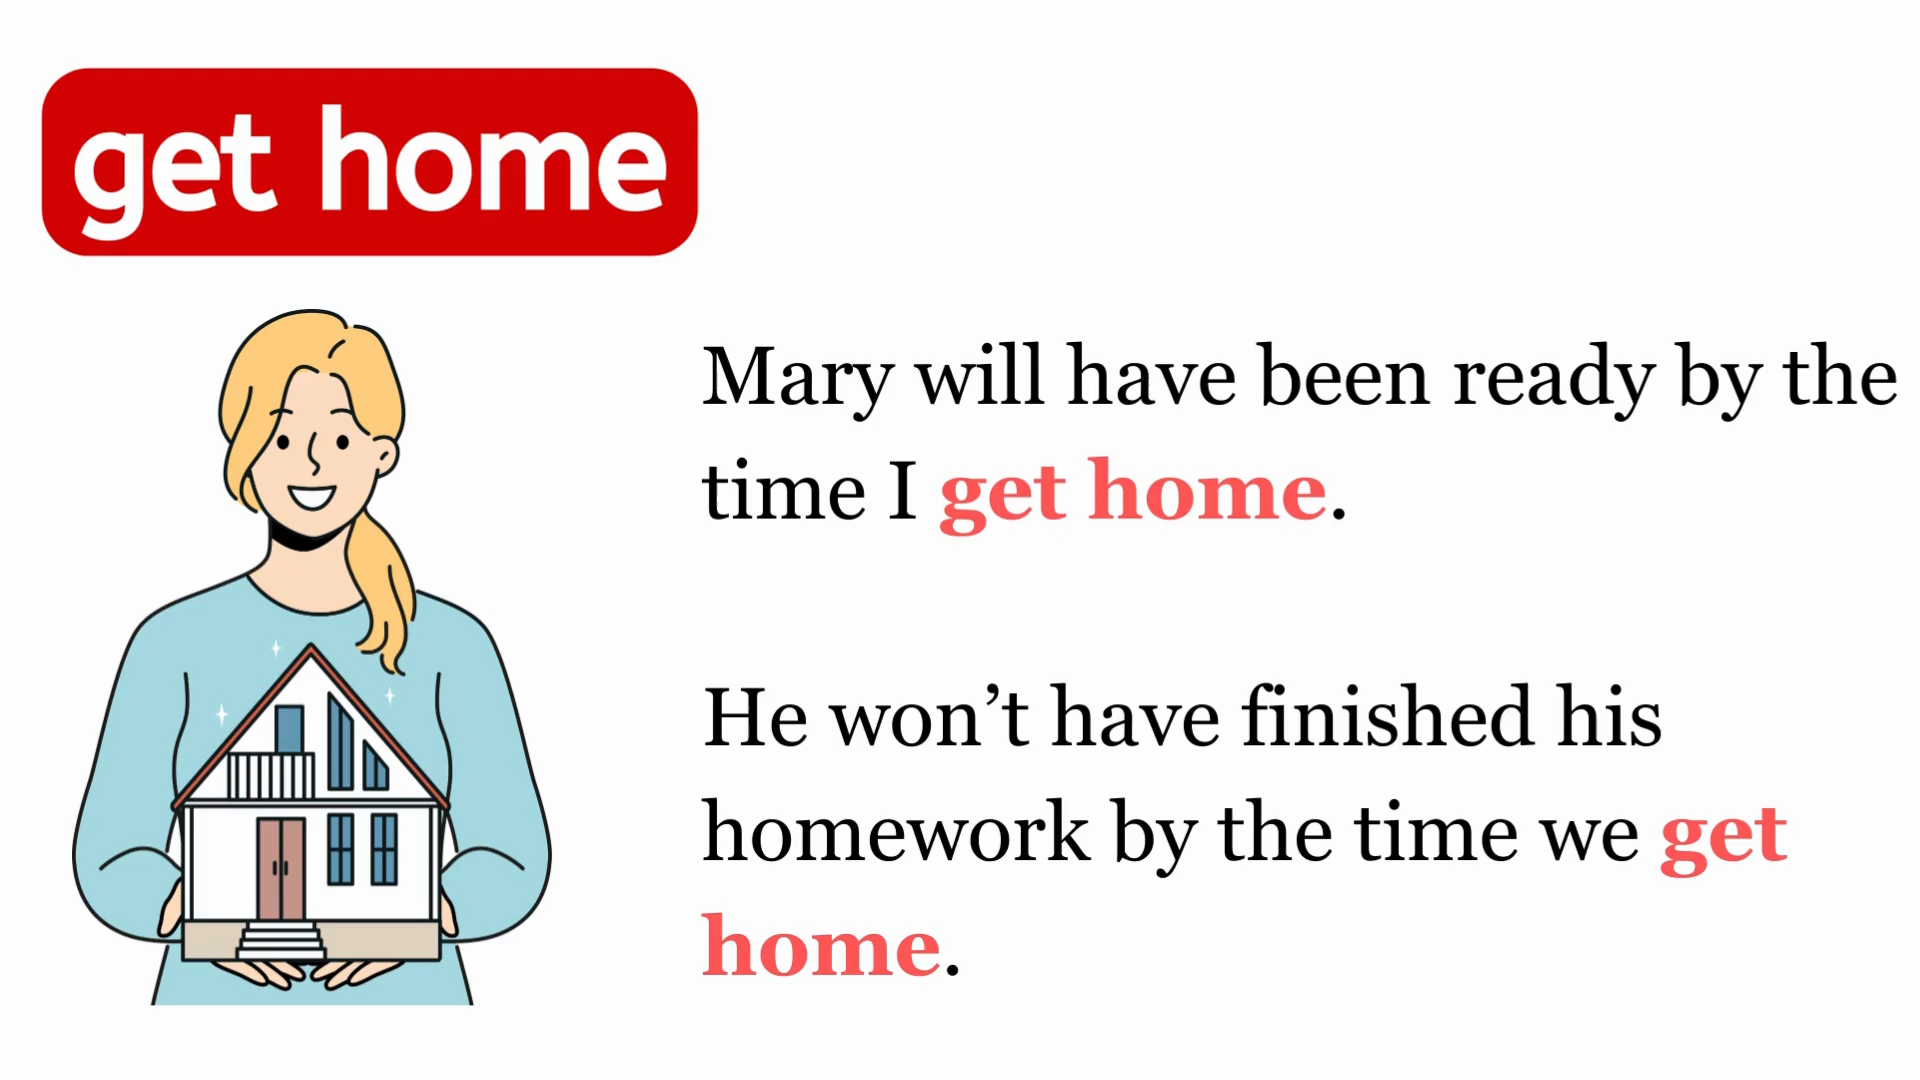 get home
Mary will have been ready by the
time I get home.
He won’t have finished his
homework by the time we get
home.